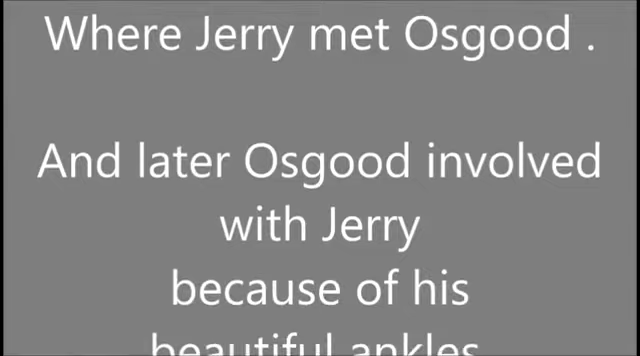 Where Jerry met Osgood .
And later Osgood involved
with Jerry
because of his
beautiful ankles